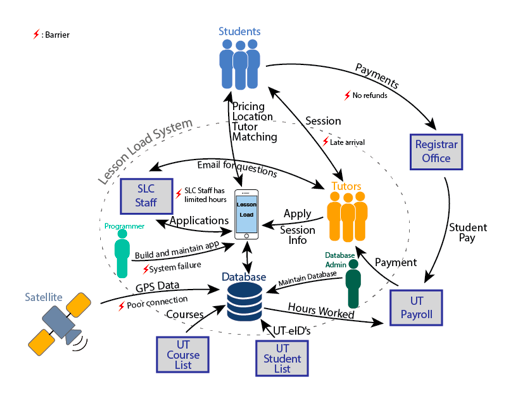 : Barrier
Students
Payments
No refunds
Pricing
Location
Tutor
Matching
Session
Late arrival
Lesson Load System
Registrar
Office
Email for questions
SLC
Staff
SLC Staff has
limited hours
Lesson
Load
Tutors
Applications
Apply
Session
Info
Student
Pay
Programmer
Build and maintain app
System failure
Database
Admin
Payment
Satellite
GPS Data
Poor connection
Database
Maintain Database
Hours Worked
UT
Payroll
Courses
UT eID's
UT
Course
List
UT
Student
List